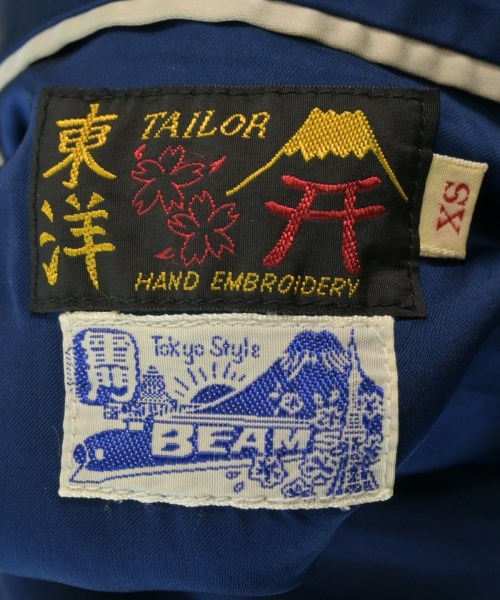 東洋
TAILOR
HAND EMBROIDERY
XS
Tokyo Style
BEAMS